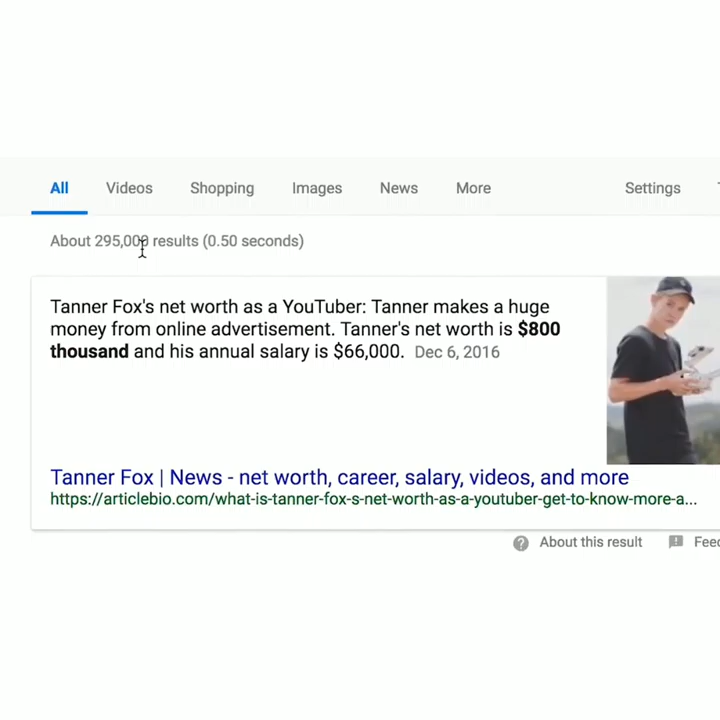 All Videos Shopping Images News More Settings
About 295,000 results (0.50 seconds)
Tanner Fox's net worth as a YouTuber: Tanner makes a huge
money from online advertisement. Tanner's net worth is $800
thousand and his annual salary is $66,000. Dec 6, 2016
Tanner Fox | News - net worth, career, salary, videos, and more
https://articlebio.com/what-is-tanner-fox-s-net-worth-as-a-youtuber-get-to-know-more-a...
About this result